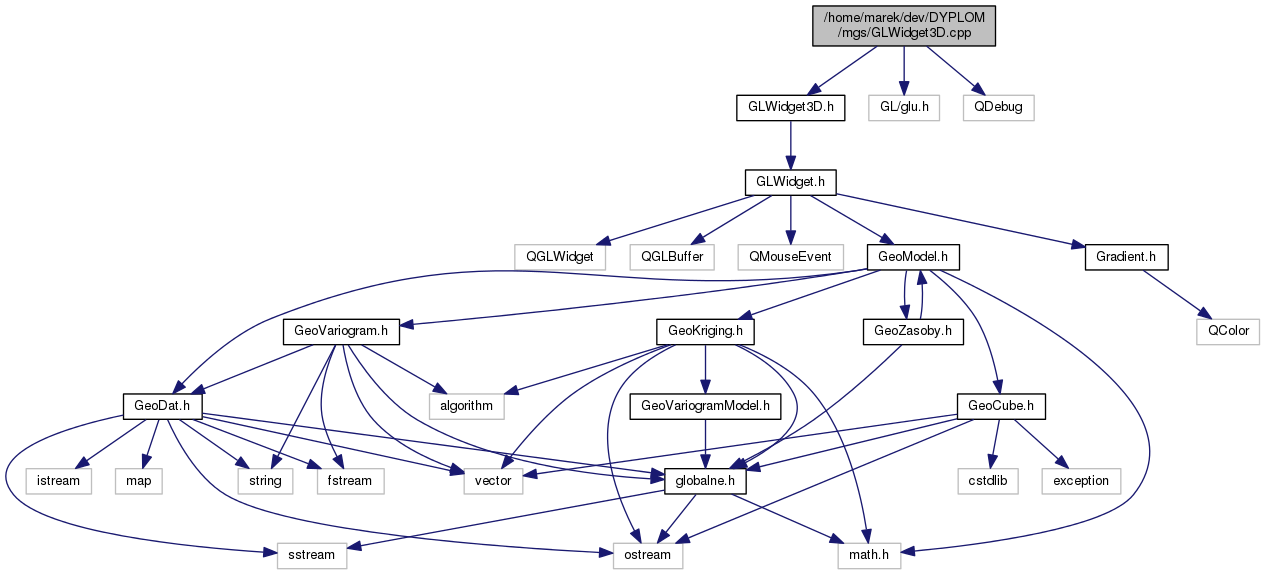 /home/marek/dev/DYPLOM
/mgs/GLWidget3D.cpp
GLWidget3D.h
GL/glu.h
QDebug
GLWidget.h
QGLWidget
QGLBuffer
QMouseEvent
GeoModel.h
Gradient.h
GeoVariogram.h
GeoKriging.h
GeoZasoby.h
QColor
GeoDat.h
algorithm
GeoVariogramModel.h
GeoCube.h
istream
map
string
fstream
vector
globalne.h
cstdlib
exception
sstream
ostream
math.h